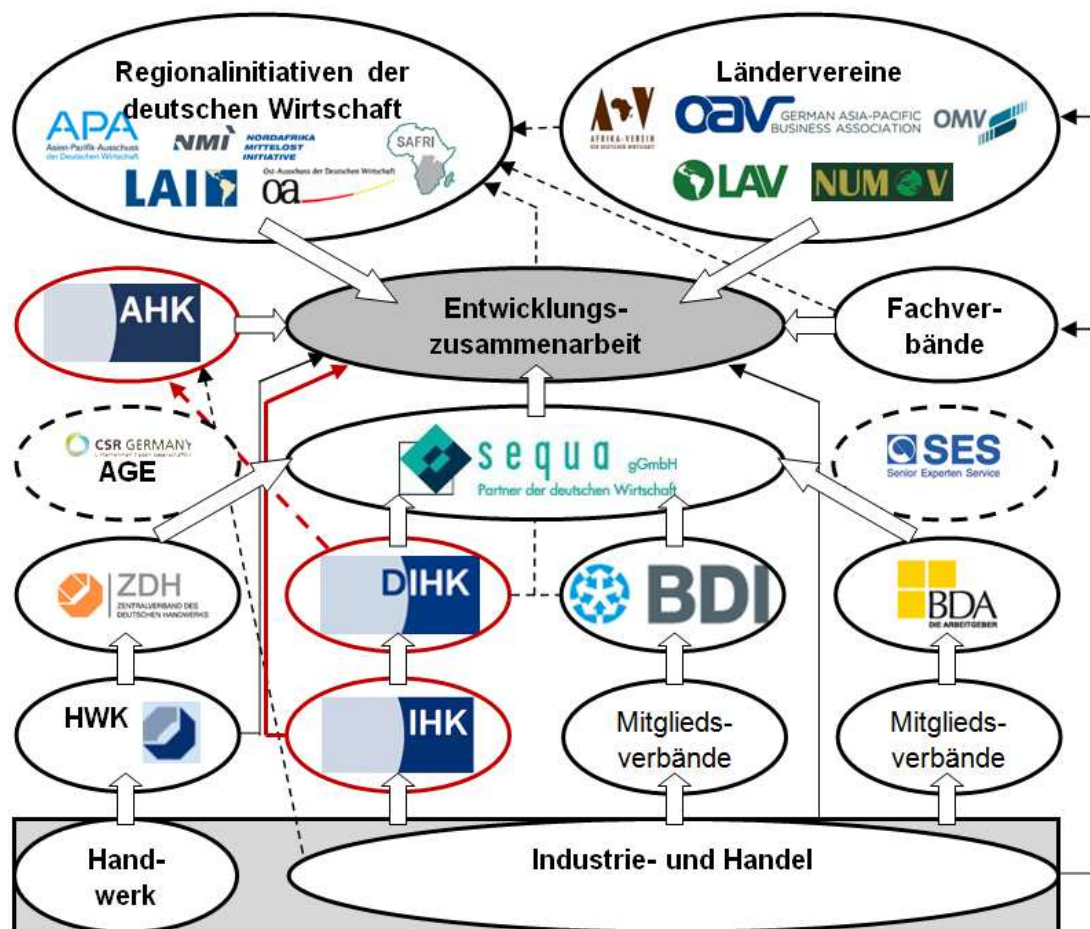 Regionalinitiativen der
deutschen Wirtschaft
APA
Asien-Pazifik-Ausschuss
der Deutschen Wirtschaft
NMI
NORDAFRIKA
MITTELOST
INITIATIVE
SAFRI
LAI
Ost-Ausschuss der Deutschen Wirtschaft
oa
Ländervereine
AV
AFRIKA-VEREIN
DER DEUTSCHEN WIRTSCHAFT
OAV
GERMAN ASIA-PACIFIC
BUSINESS ASSOCIATION
OMV
LAV
NUMOV
AHK
Entwicklungs-
zusammenarbeit
Fachver-
bände
CSR GERMANY
AGE
sequa gGmbH
Partner der deutschen Wirtschaft
SES
Senior Experten Service
ZDH
ZENTRALVERBAND DES
DEUTSCHEN HANDWERKS
DIHK
BDI
BDA
DIE ARBEITGEBER
HWK
IHK
Mitglieds-
verbände
Mitglieds-
verbände
Hand-
werk
Industrie- und Handel